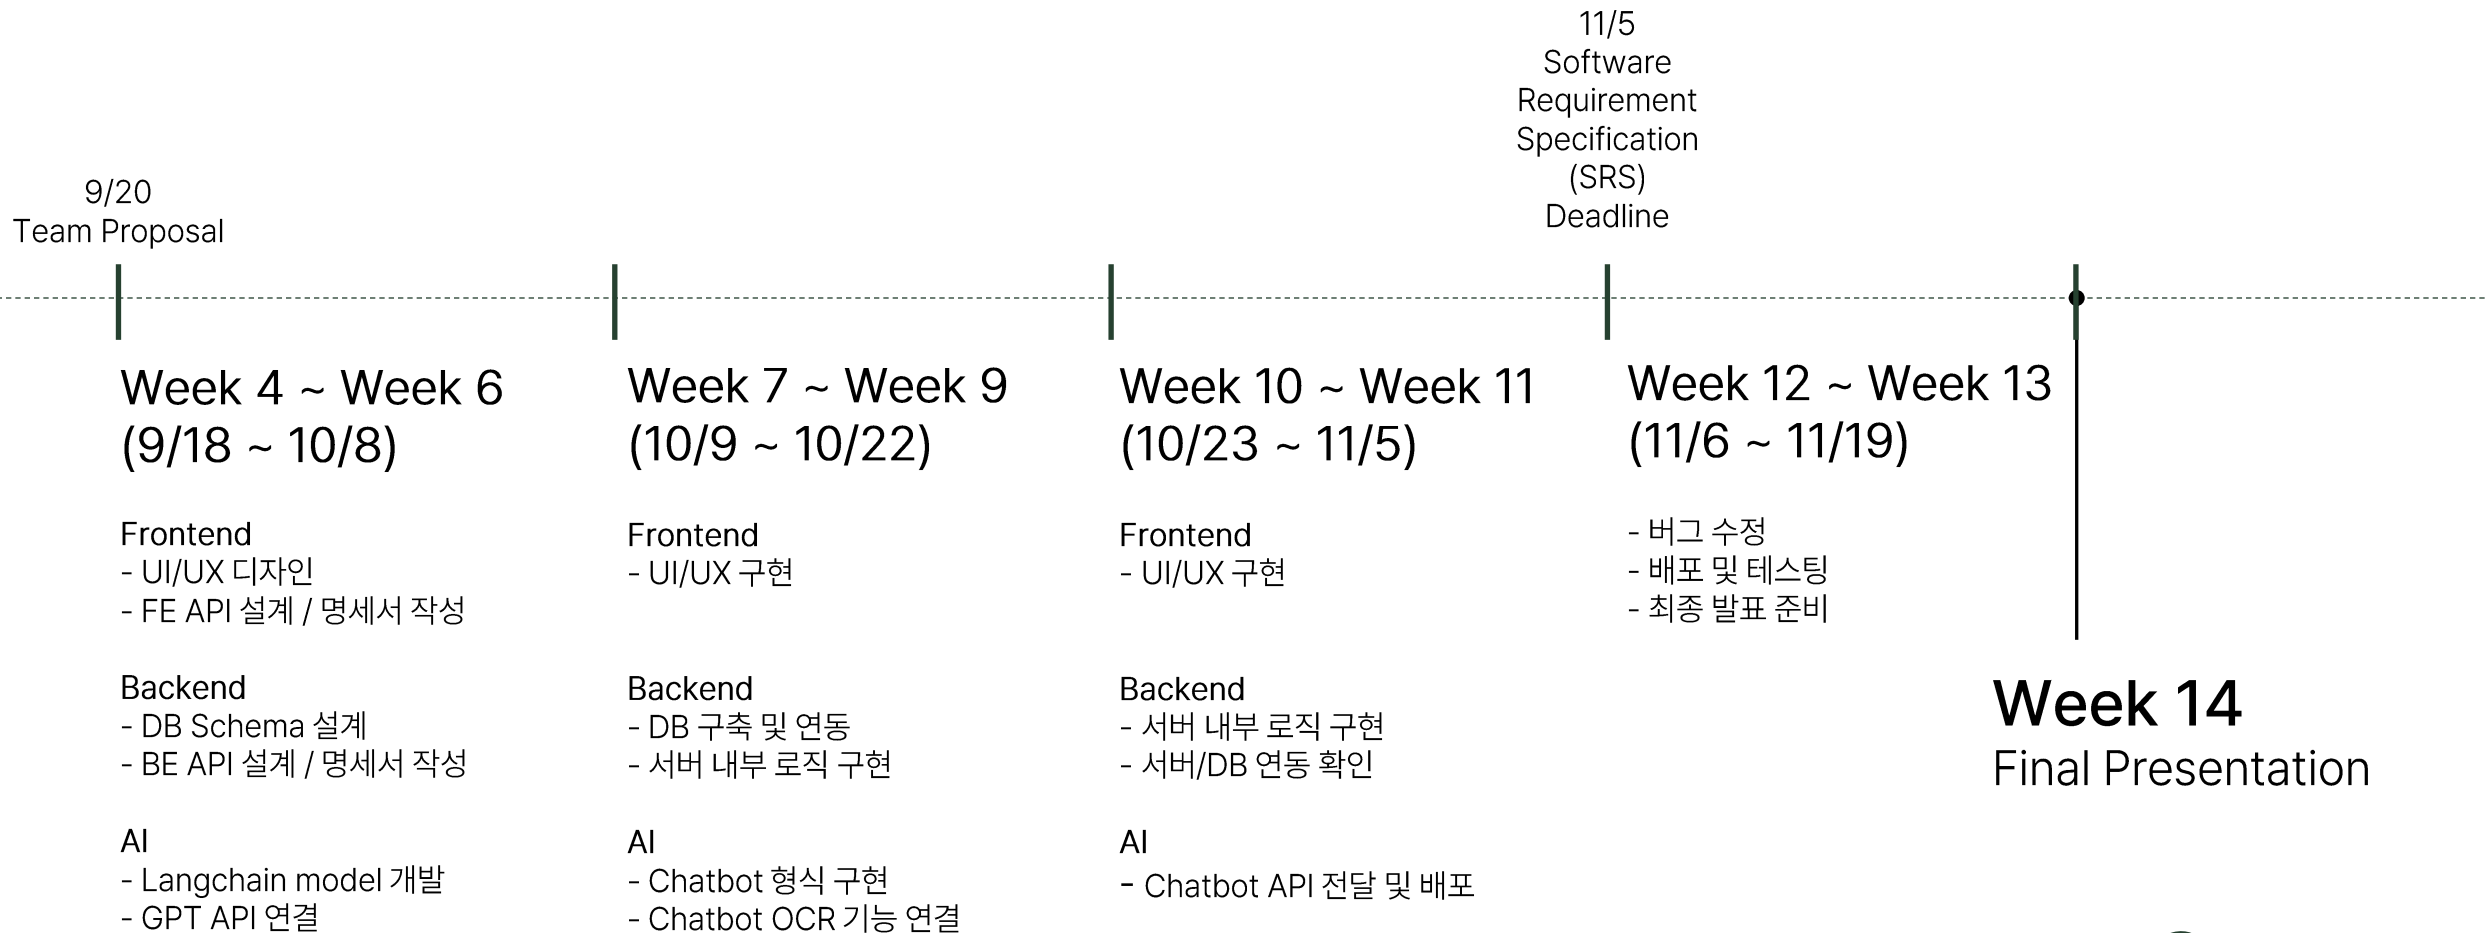 9/20
Team Proposal
11/5
Software
Requirement
Specification
(SRS)
Deadline
Week 4 ~ Week 6
(9/18 ~ 10/8)
Frontend
- UI/UX 디자인
- FE API 설계 / 명세서 작성
Backend
- DB Schema 설계
- BE API 설계 / 명세서 작성
AI
- Langchain model 개발
- GPT API 연결
Week 7 ~ Week 9
(10/9 ~ 10/22)
Frontend
- UI/UX 구현
Backend
- DB 구축 및 연동
- 서버 내부 로직 구현
AI
- Chatbot 형식 구현
- Chatbot OCR 기능 연결
Week 10 ~ Week 11
(10/23 ~ 11/5)
Frontend
- UI/UX 구현
Backend
- 서버 내부 로직 구현
- 서버/DB 연동 확인
AI
- Chatbot API 전달 및 배포
Week 12 ~ Week 13
(11/6 ~ 11/19)
- 버그 수정
- 배포 및 테스팅
- 최종 발표 준비
Week 14
Final Presentation